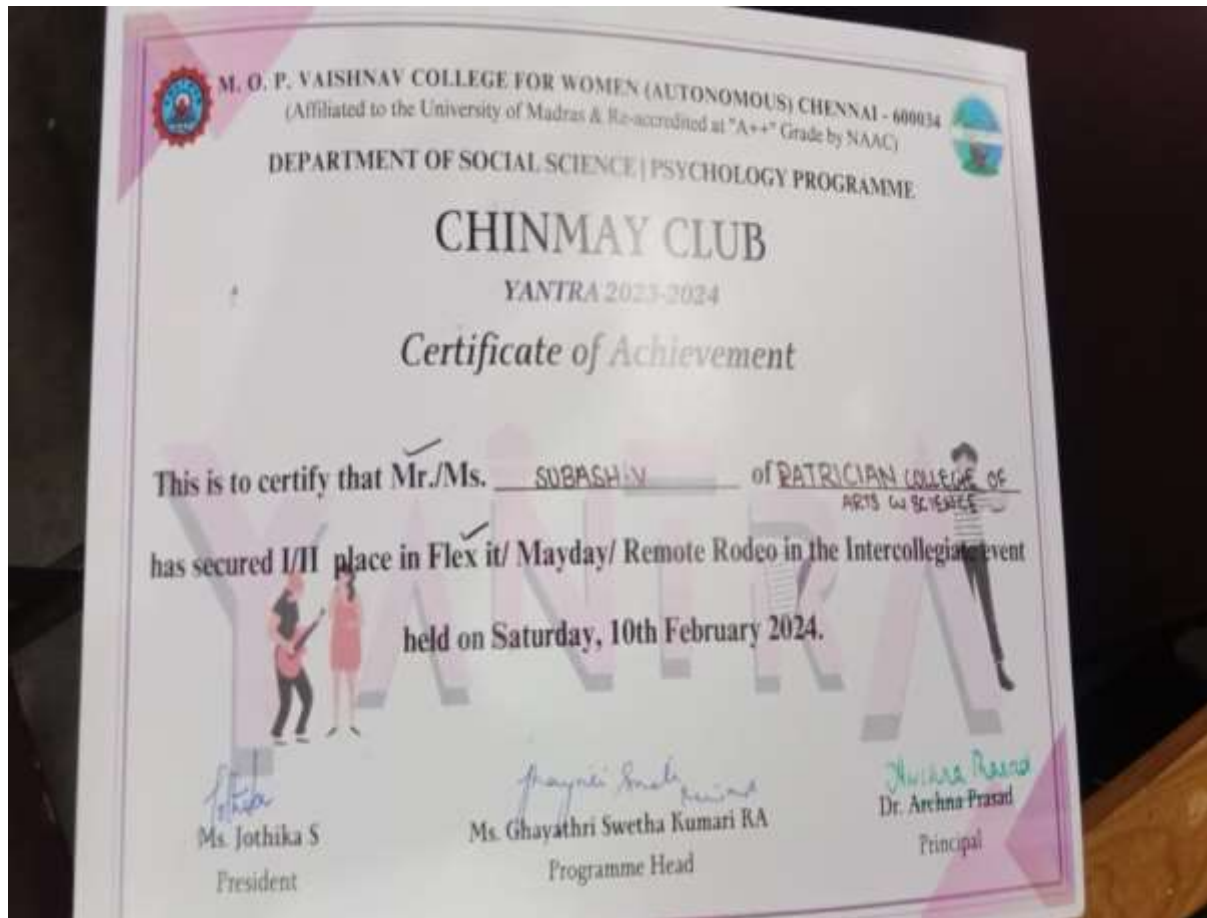 M. O. P. VAISHNAV COLLEGE FOR WOMEN (AUTONOMOUS) CHENNAI - 600034
(Affiliated to the University of Madras & Re-accredited at "A++" Grade by NAAC)
DEPARTMENT OF SOCIAL SCIENCE | PSYCHOLOGY PROGRAMME
CHINMAY CLUB
YANTRA 2023-2024
Certificate of Achievement
YANTRA
This is to certify that Mr./Ms. SUBASH.V of PATRICIAN COLLEGE OF
ARTS & SCIENCE
has secured I/II place in Flex it/ Mayday/ Remote Rodeo in the Intercollegiate event
held on Saturday, 10th February 2024.
Ms. Jothika S
President
Ms. Ghayathri Swetha Kumari RA
Programme Head
Archna Prasad
Dr. Archna Prasad
Principal